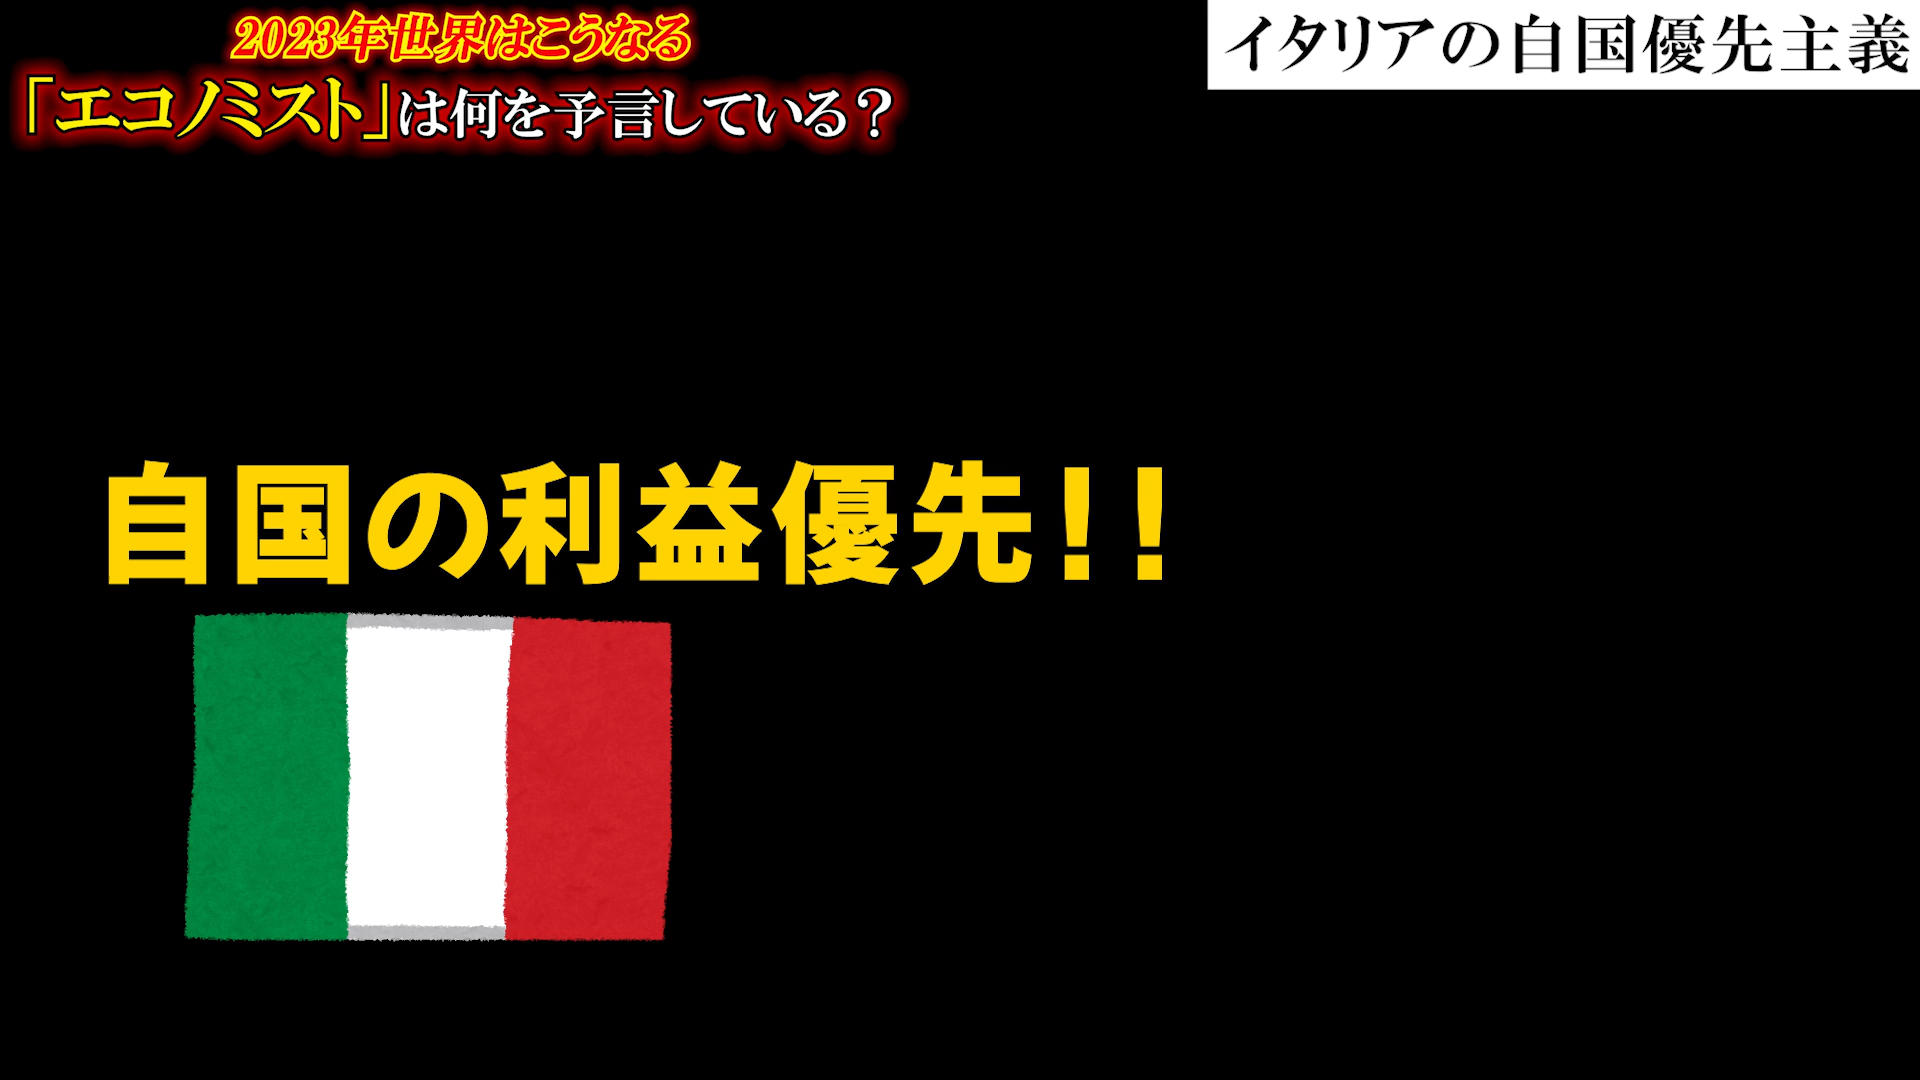 2023年世界はこうなる
「エコノミスト」は何を予言している？
イタリアの自国優先主義
自国の利益優先！！